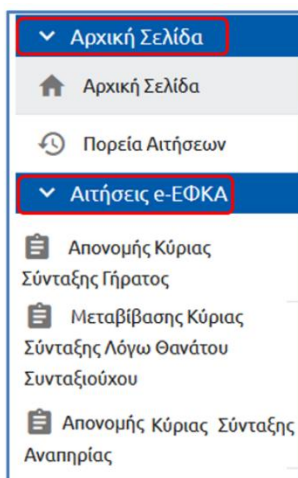 Αρχική Σελίδα
Αρχική Σελίδα
Πορεία Αιτήσεων
Αιτήσεις e-ΕΦΚΑ
Απονομής Κύριας
Σύνταξης Γήρατος
Μεταβίβασης Κύριας
Σύνταξης Λόγω Θανάτου
Συνταξιούχου
Απονομής Κύριας Σύνταξης
Αναπηρίας